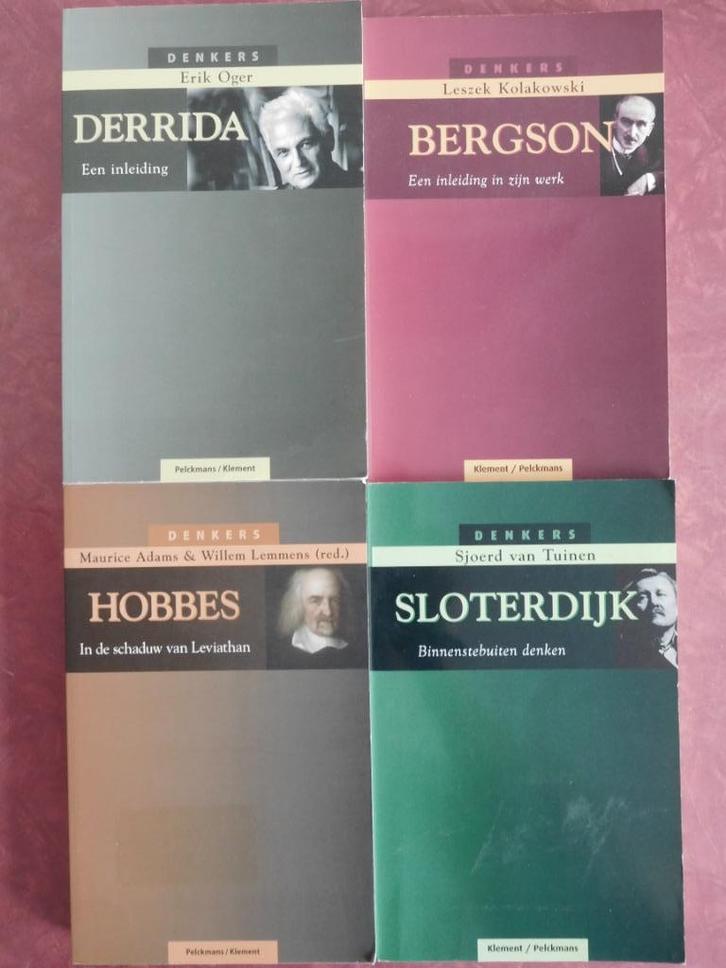 DENKERS
Erik Oger
DERRIDA
Een inleiding
Pelckmans / Klement
DENKERS
Leszek Kolakowski
BERGSON
Een inleiding in zijn werk
Klement / Pelckmans
DENKERS
Maurice Adams & Willem Lemmens (red.)
HOBBES
In de schaduw van Leviathan
Pelckmans / Klement
DENKERS
Sjoerd van Tuinen
SLOTERDIJK
Binnenstebuiten denken
Klement / Pelckmans